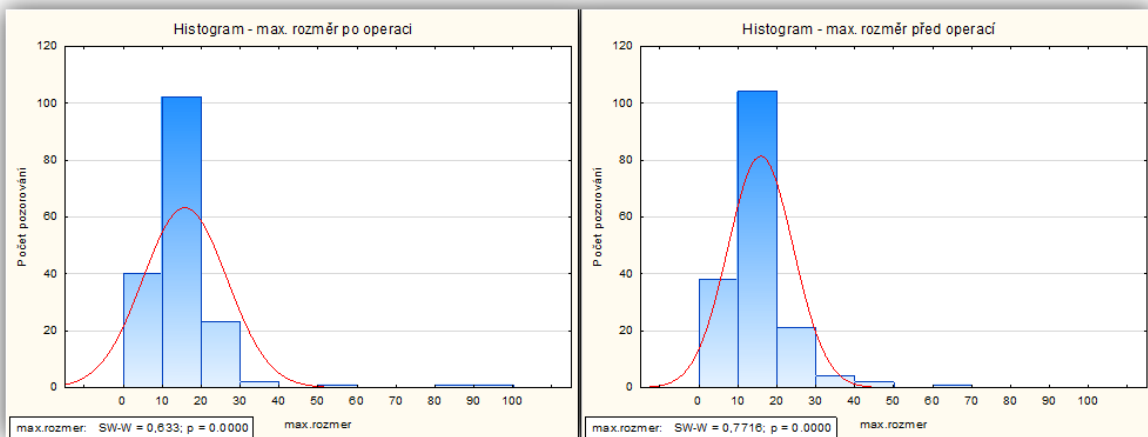 Histogram - max. rozměr po operaci
120
100
80
60
40
20
0
Počet pozorování
0 10 20 30 40 50 60 70 80 90 100
max.rozmer: SW-W = 0,633; p = 0.0000
max.rozmer
Histogram - max. rozměr před operací
120
100
80
60
40
20
0
Počet pozorování
0 10 20 30 40 50 60 70 80 90 100
max.rozmer: SW-W = 0,7716; p = 0.0000
max.rozmer